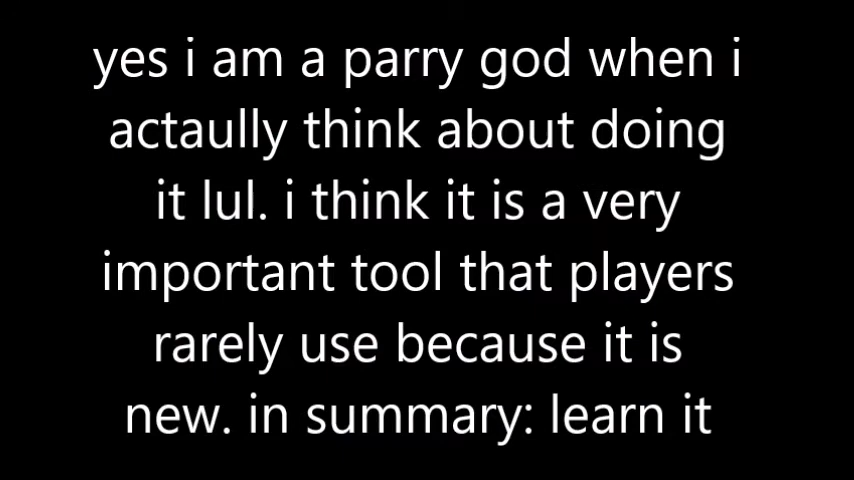 yes i am a parry god when i
actaully think about doing
it lul. i think it is a very
important tool that players
rarely use because it is
new. in summary: learn it